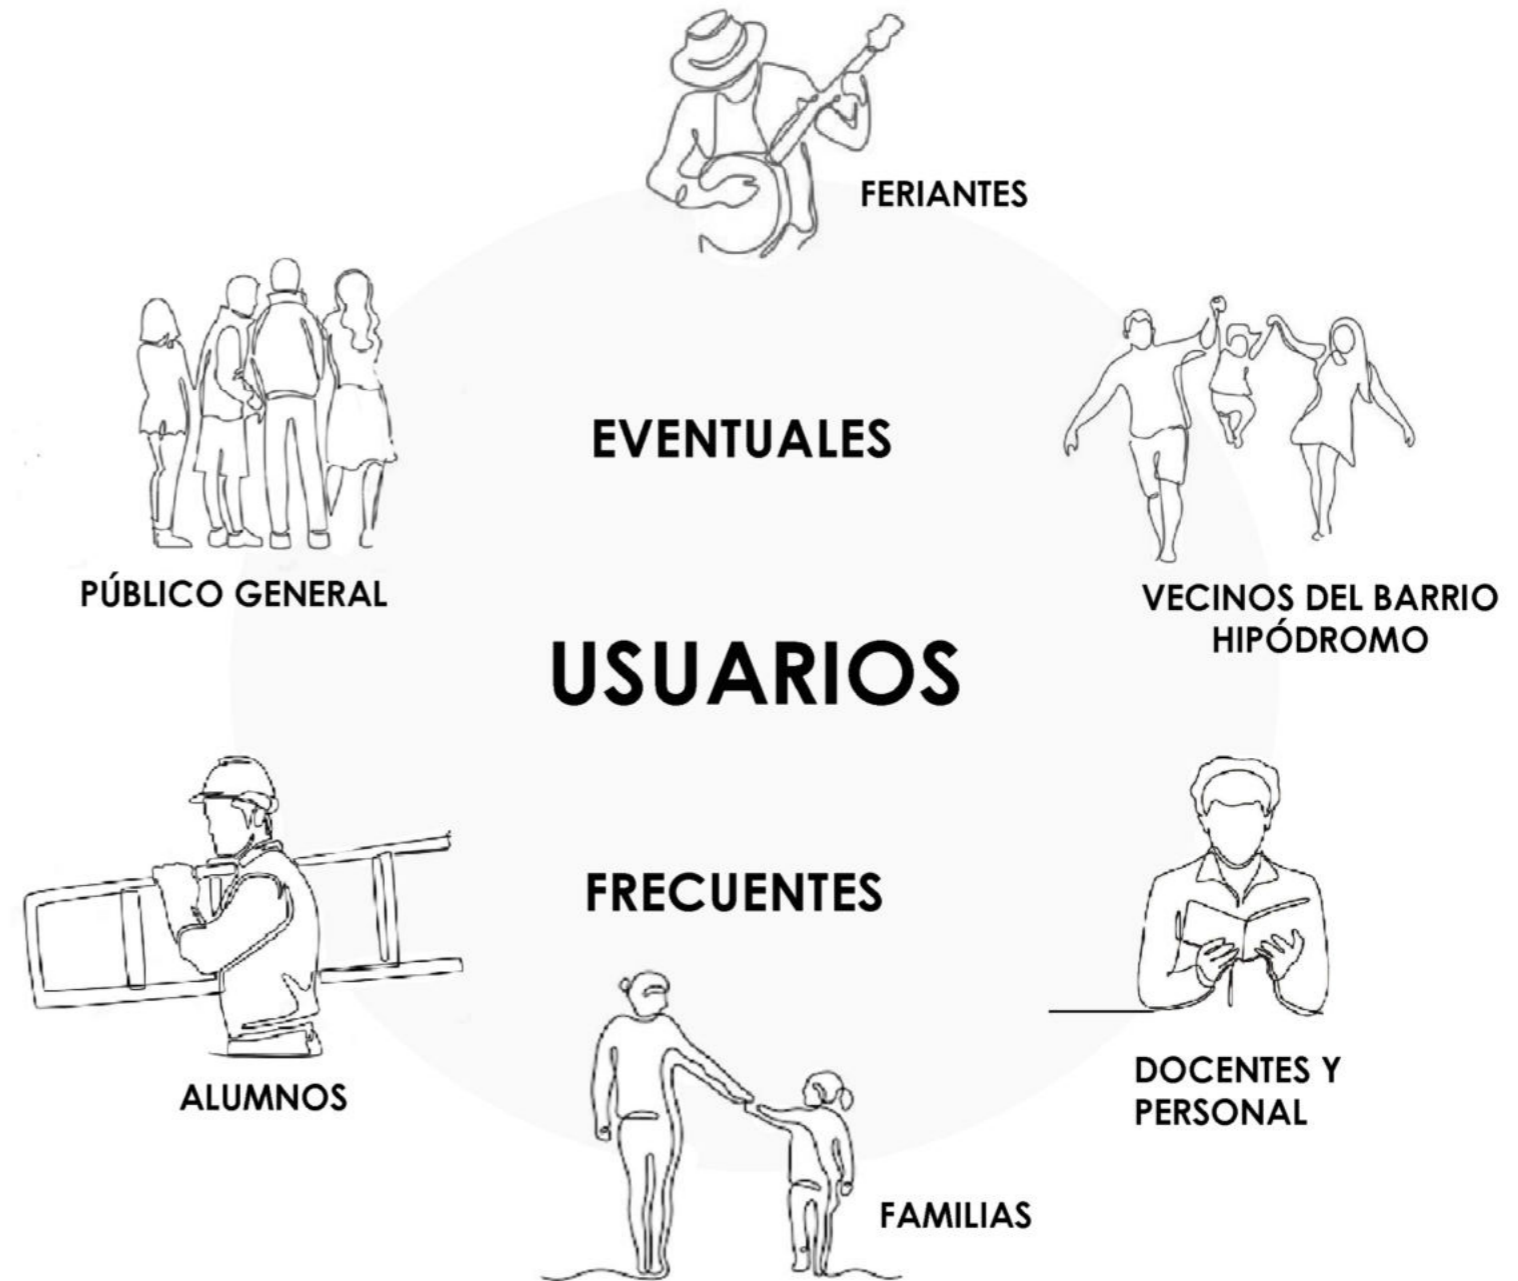 FERIANTES
EVENTUALES
PÚBLICO GENERAL
VECINOS DEL BARRIO
HIPÓDROMO
USUARIOS
FRECUENTES
ALUMNOS
DOCENTES Y
PERSONAL
FAMILIAS